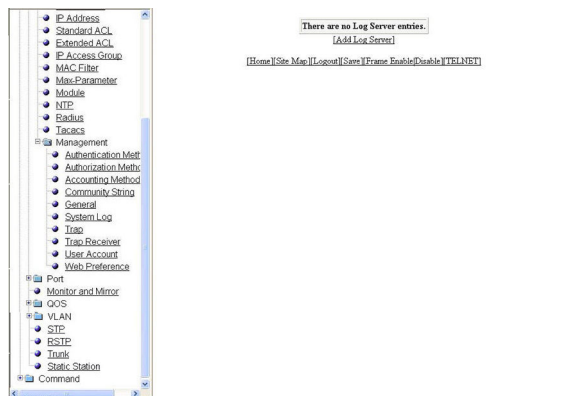 IP Address
Standard ACL
Extended ACL
IP Access Group
MAC Filter
Max-Parameter
Module
NTP
Radius
Tacacs
Management
Authentication Meth
Authorization Metho
Accounting Method
Community String
General
System Log
Trap
Trap Receiver
User Account
Web Preference
Port
Monitor and Mirror
QOS
VLAN
STP
RSTP
Trunk
Static Station
Command
There are no Log Server entries.
[Add Log Server]
[Home][Site Map][Logout][Save][Frame Enable|Disable][TELNET]